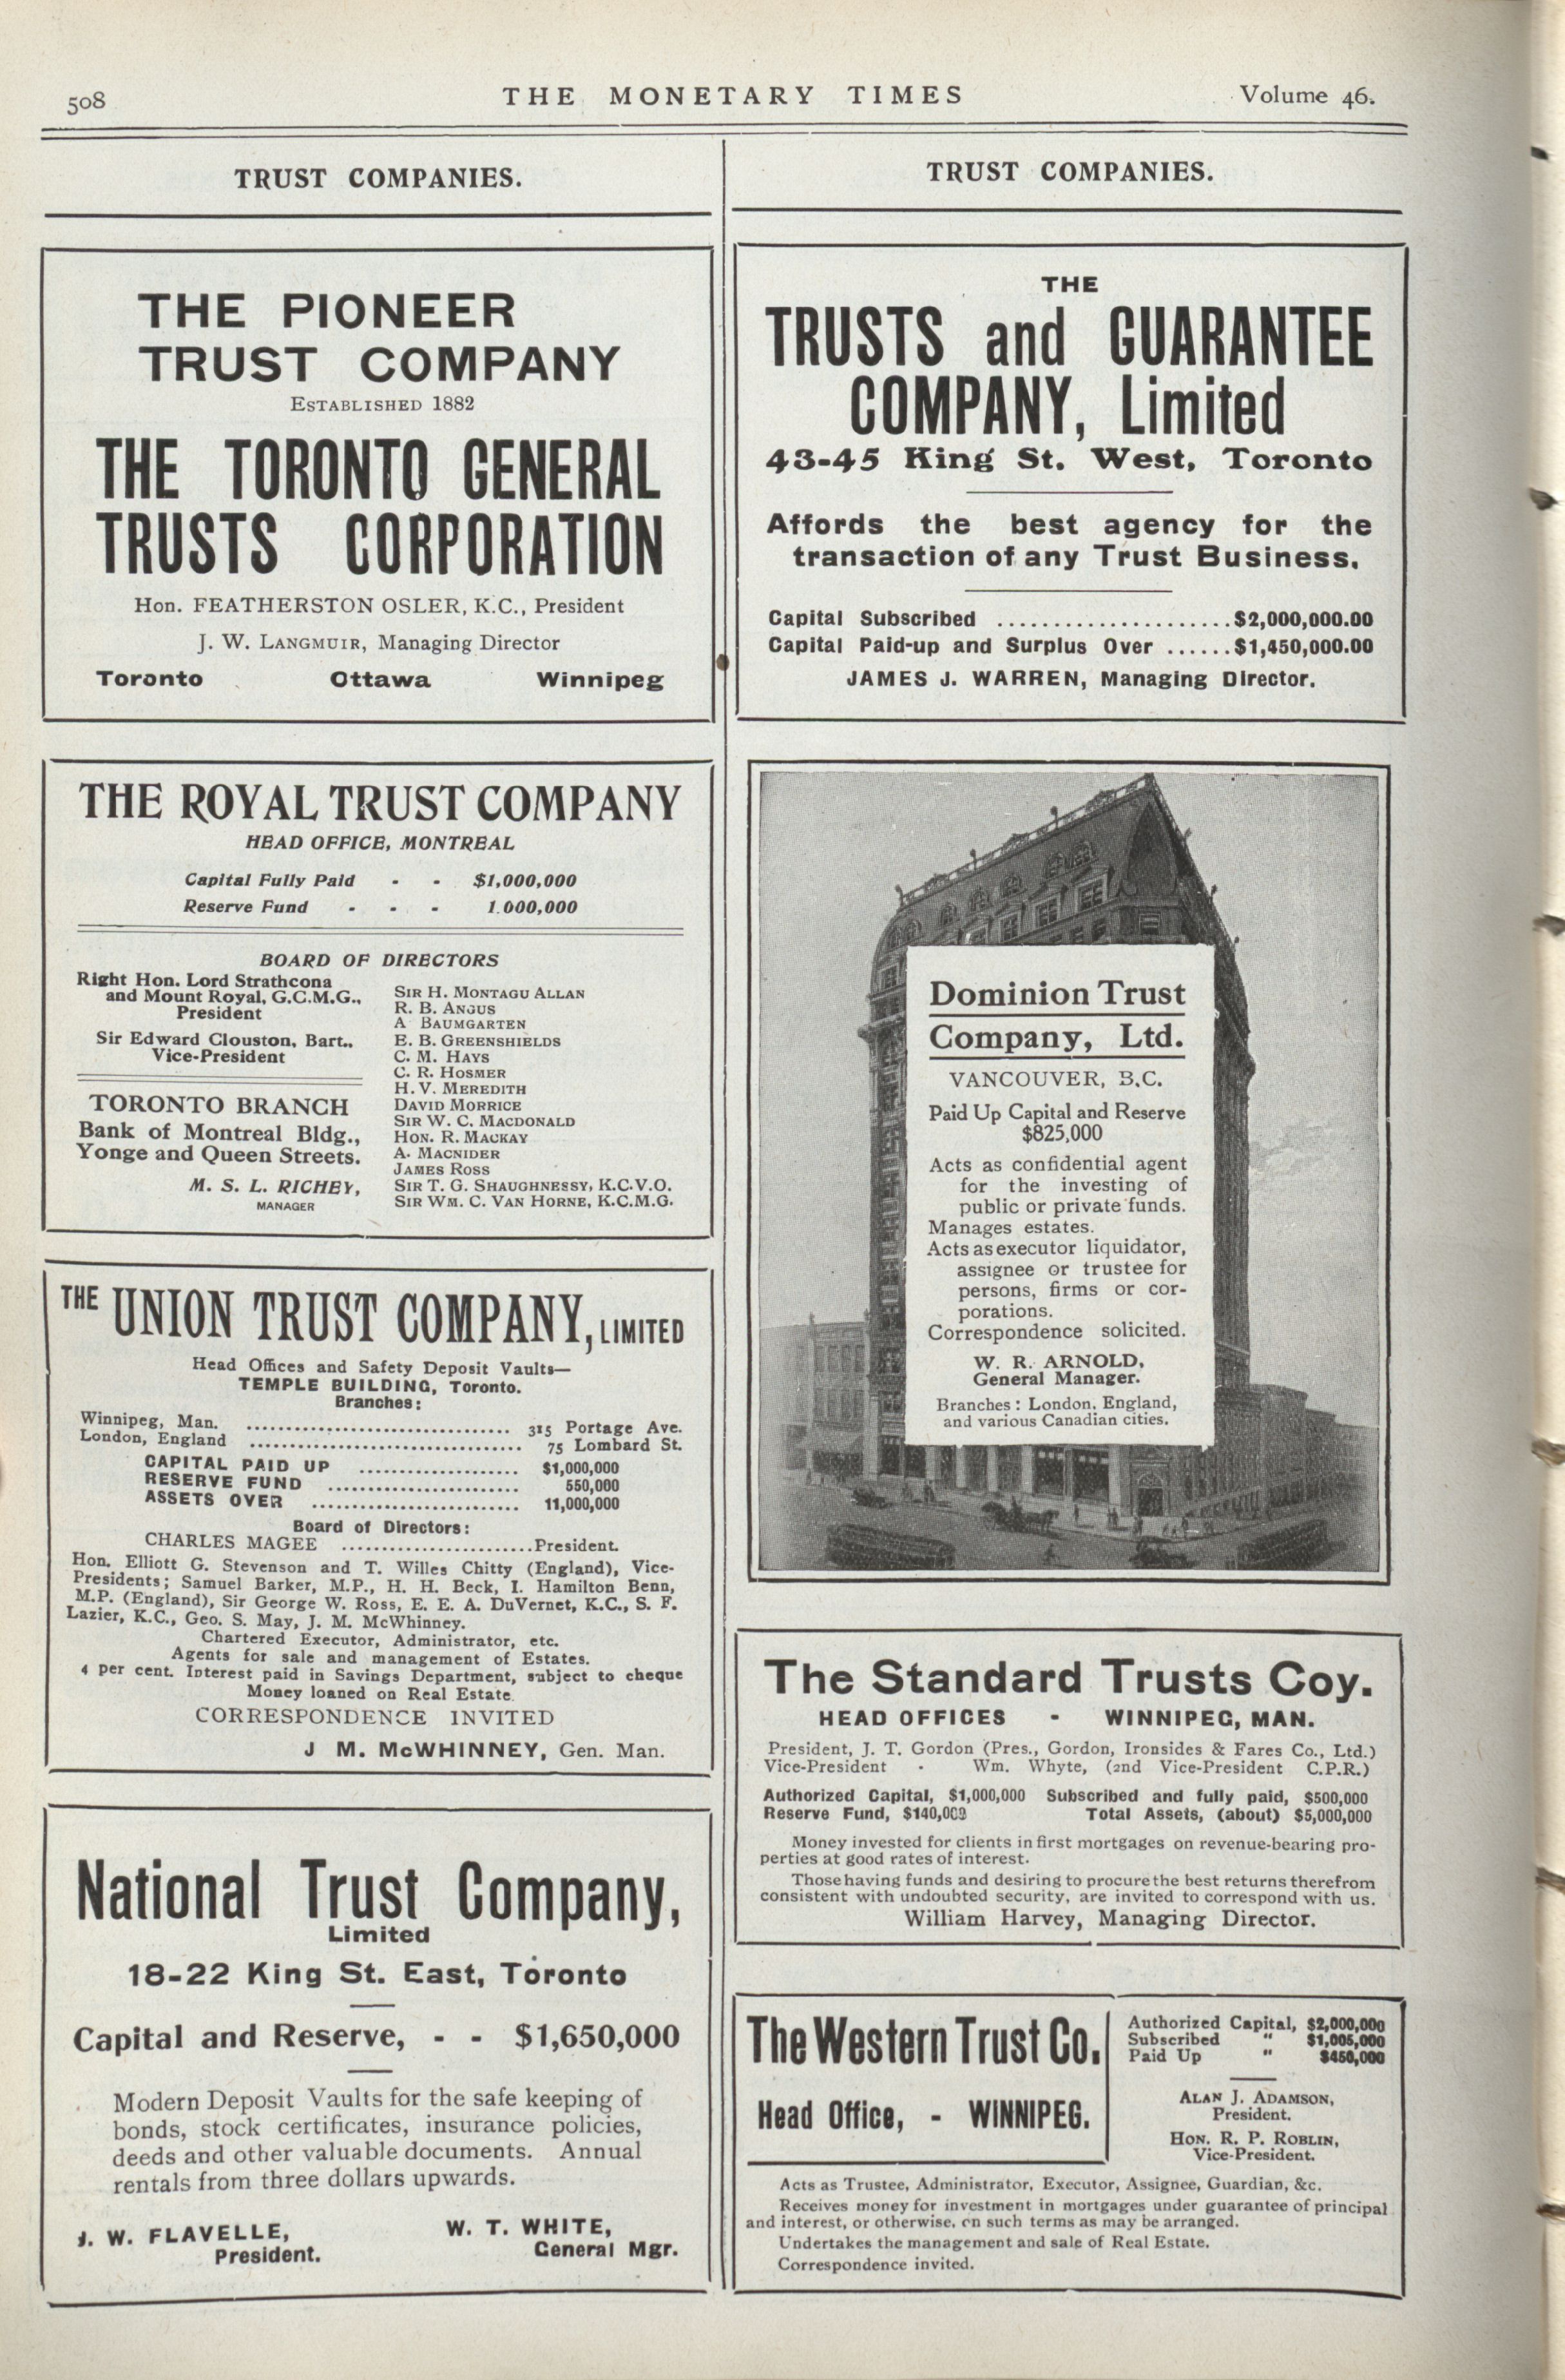 508
THE MONETARY TIMES
Volume 46.
TRUST COMPANIES.
THE PIONEER
TRUST COMPANY
ESTABLISHED 1882
THE TORONTO GENERAL
TRUSTS CORPORATION
Hon. FEATHERSTON OSLER, K.C., President
J. W. LANGMUIR, Managing Director
Toronto Ottawa Winnipeg
THE ROYAL TRUST COMPANY
HEAD OFFICE, MONTREAL
Capital Fully Paid - - $1,000,000
Reserve Fund - - - 1.000,000
BOARD OF DIRECTORS
Right Hon. Lord Strathcona
and Mount Royal, G.C.M.G.,
President
Sir Edward Clouston, Bart.,
Vice-President
TORONTO BRANCH
Bank of Montreal Bldg.,
Yonge and Queen Streets.
M. S. L. RICHEY,
MANAGER
SIR H. MONTAGU ALLAN
R. B. ANGUS
A BAUMGARTEN
E. B. GREENSHIELDS
C. M. HAYS
C. R. HOSMER
H. V. MEREDITH
DAVID MORRICE
SIR W. C. MACDONALD
HON. R. MACKAY
A. MACNIDER
JAMES ROSS
SIR T. G. SHAUGHNESSY, K.C.V.O.
SIR WM. C. VAN HORNE, K.C.M.G.
THE UNION TRUST COMPANY, LIMITED
Head Offices and Safety Deposit Vaults—
TEMPLE BUILDING, Toronto.
Branches:
Winnipeg, Man. ................................ 315 Portage Ave.
London, England ................................ 75 Lombard St.
CAPITAL PAID UP .................... $1,000,000
RESERVE FUND ........................ 550,000
ASSETS OVER .......................... 11,000,000
Board of Directors:
CHARLES MAGEE ........................President.
Hon. Elliott G. Stevenson and T. Willes Chitty (England), Vice-
Presidents; Samuel Barker, M.P., H. H. Beck, I. Hamilton Benn,
M.P. (England), Sir George W. Ross, E. E. A. DuVernet, K.C., S. F.
Lazier, K.C., Geo. S. May, J. M. McWhinney.
Chartered Executor, Administrator, etc.
Agents for sale and management of Estates.
4 per cent. Interest paid in Savings Department, subject to cheque
Money loaned on Real Estate.
CORRESPONDENCE INVITED
J M. McWHINNEY, Gen. Man.
National Trust Company,
Limited
18-22 King St. East, Toronto
Capital and Reserve, - - $1,650,000
Modern Deposit Vaults for the safe keeping of
bonds, stock certificates, insurance policies,
deeds and other valuable documents. Annual
rentals from three dollars upwards.
J. W. FLAVELLE,
President.
W. T. WHITE,
General Mgr.
TRUST COMPANIES.
THE
TRUSTS and GUARANTEE
COMPANY, Limited
43-45 King St. West, Toronto
Affords the best agency for the
transaction of any Trust Business.
Capital Subscribed .....................$2,000,000.00
Capital Paid-up and Surplus Over ......$1,450,000.00
JAMES J. WARREN, Managing Director.
Dominion Trust
Company, Ltd.
VANCOUVER, B.C.
Paid Up Capital and Reserve
$825,000
Acts as confidential agent
for the investing of
public or private funds.
Manages estates.
Acts as executor liquidator,
assignee or trustee for
persons, firms or cor-
porations.
Correspondence solicited.
W. R. ARNOLD,
General Manager.
Branches: London, England,
and various Canadian cities.
The Standard Trusts Coy.
HEAD OFFICES - WINNIPEG, MAN.
President, J. T. Gordon (Pres., Gordon, Ironsides & Fares Co., Ltd.)
Vice-President - Wm. Whyte, (2nd Vice-President C.P.R.)
Authorized Capital, $1,000,000 Subscribed and fully paid, $500,000
Reserve Fund, $140,000 Total Assets, (about) $5,000,000
Money invested for clients in first mortgages on revenue-bearing pro-
perties at good rates of interest.
Those having funds and desiring to procure the best returns therefrom
consistent with undoubted security, are invited to correspond with us.
William Harvey, Managing Director.
The Western Trust Co.
Head Office, - WINNIPEG.
Authorized Capital, $2,000,000
Subscribed " $1,005,000
Paid Up " $450,000
ALAN J. ADAMSON,
President.
HON. R. P. ROBLIN,
Vice-President.
Acts as Trustee, Administrator, Executor, Assignee, Guardian, &c.
Receives money for investment in mortgages under guarantee of principal
and interest, or otherwise, on such terms as may be arranged.
Undertakes the management and sale of Real Estate.
Correspondence invited.